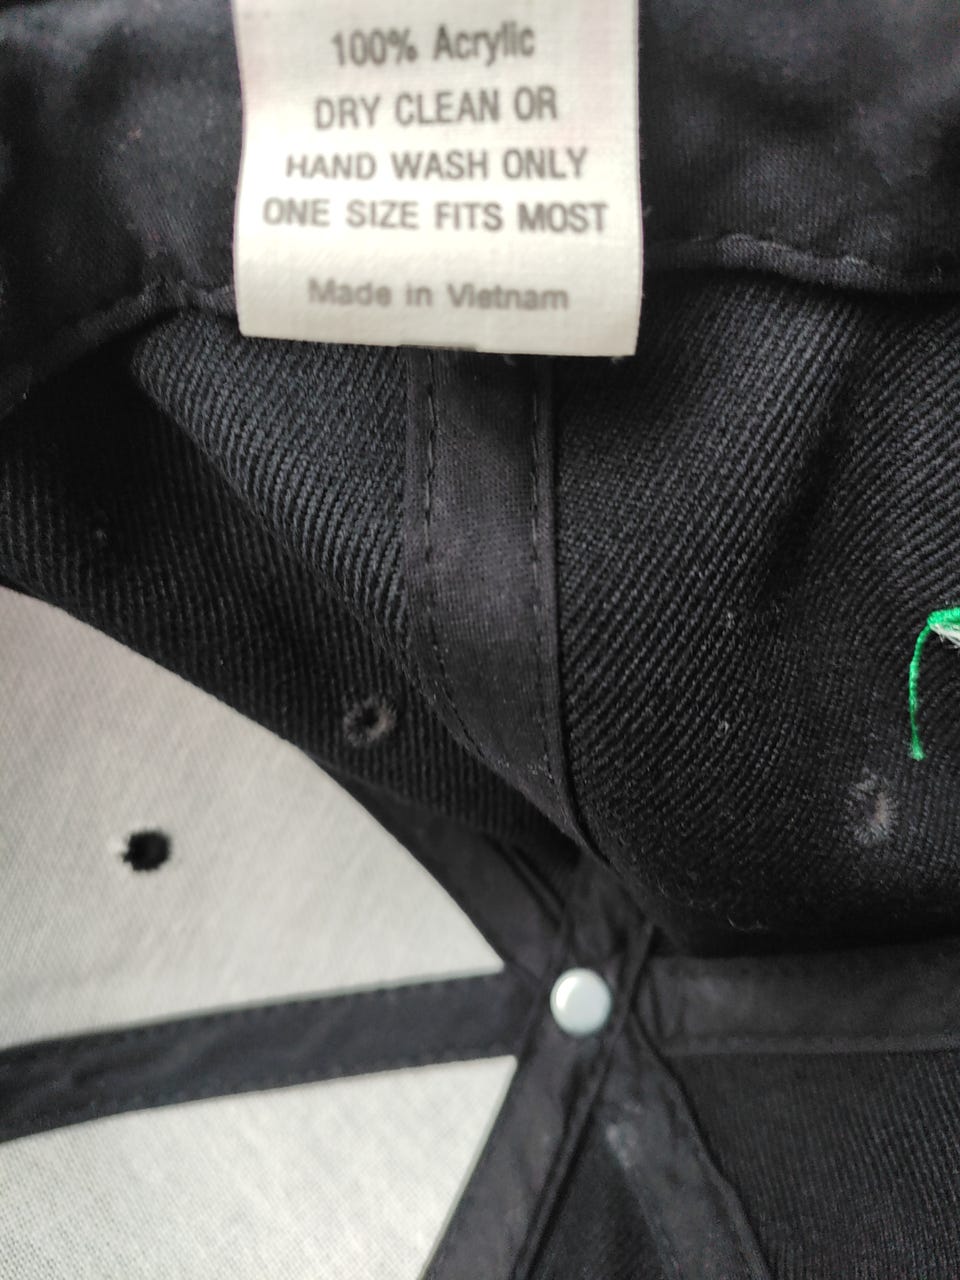 100% Acrylic
DRY CLEAN OR
HAND WASH ONLY
ONE SIZE FITS MOST
Made in Vietnam